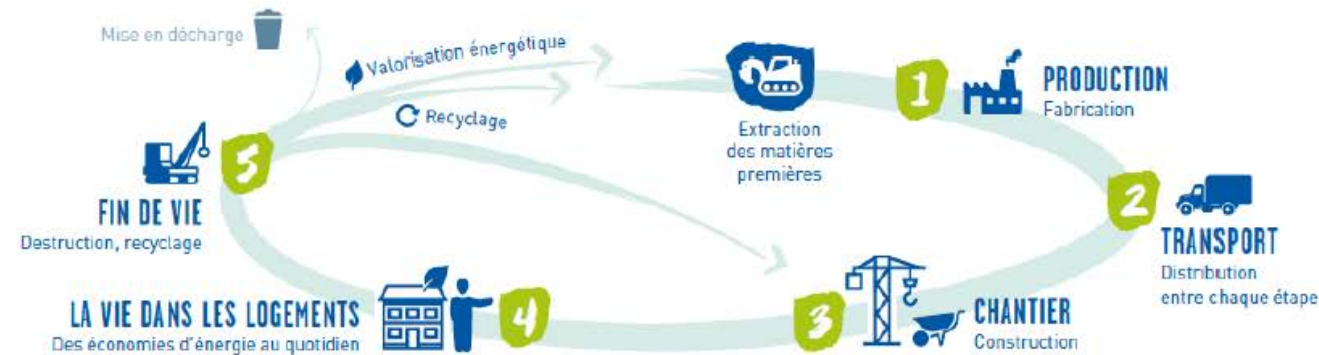 Mise en décharge
Valorisation énergétique
Recyclage
Extraction
des matières
premières
1
PRODUCTION
Fabrication
2
TRANSPORT
Distribution
entre chaque étape
3
CHANTIER
Construction
4
LA VIE DANS LES LOGEMENTS
Des économies d'énergie au quotidien
5
FIN DE VIE
Destruction, recyclage